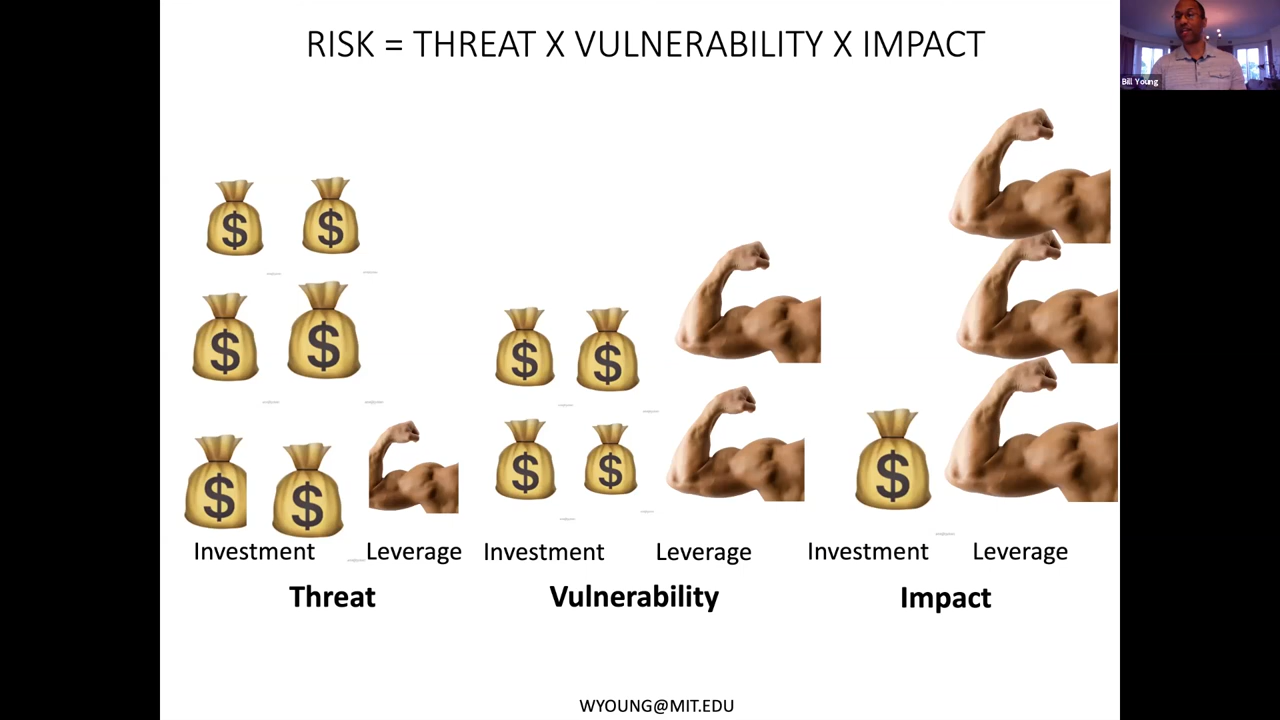 RISK = THREAT X VULNERABILITY X IMPACT
Bill Young
$ $
$ $
$ $
$ $
$ $
$
Investment Leverage Investment Leverage Investment Leverage
Threat Vulnerability Impact
WYOUNG@MIT.EDU